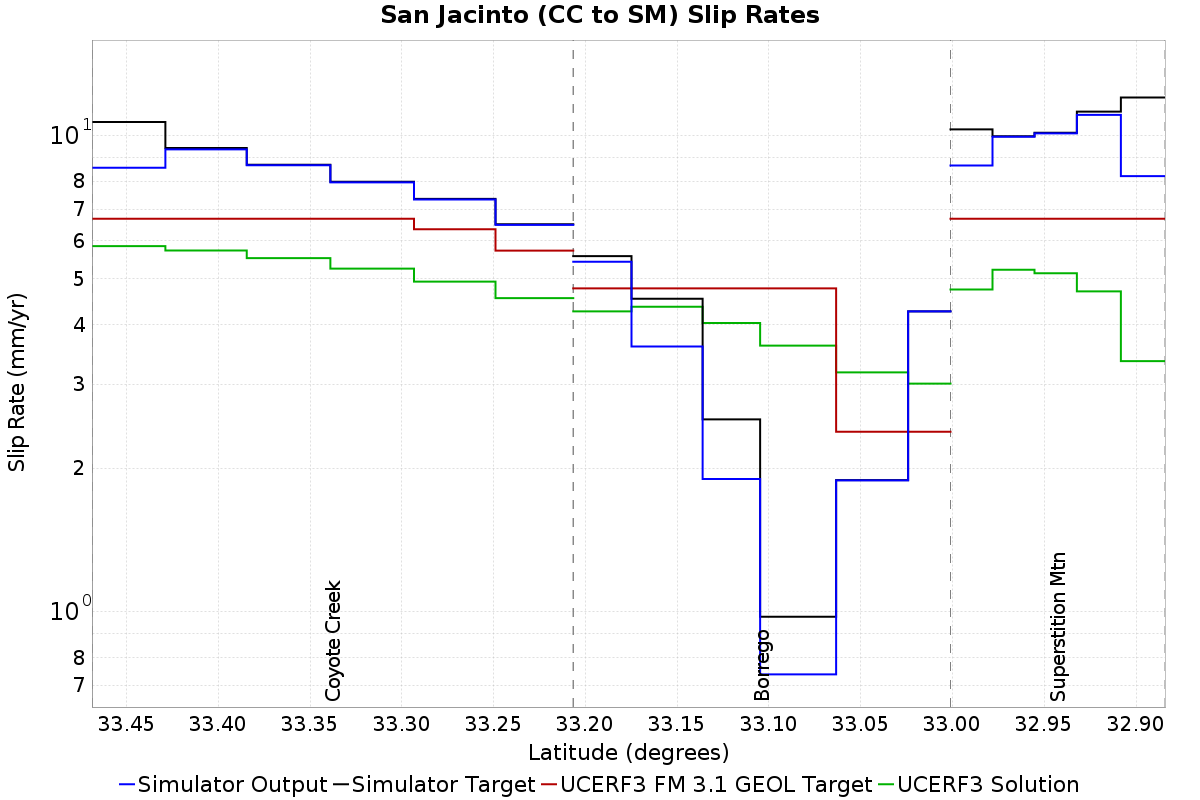 San Jacinto (CC to SM) Slip Rates
Slip Rate (mm/yr)
10^1
8
7
6
5
4
3
2
10^0
8
7
Coyote Creek
Borrego
Superstition Mtn
33.45 33.40 33.35 33.30 33.25 33.20 33.15 33.10 33.05 33.00 32.95 32.90
Latitude (degrees)
Simulator Output Simulator Target UCERF3 FM 3.1 GEOL Target UCERF3 Solution